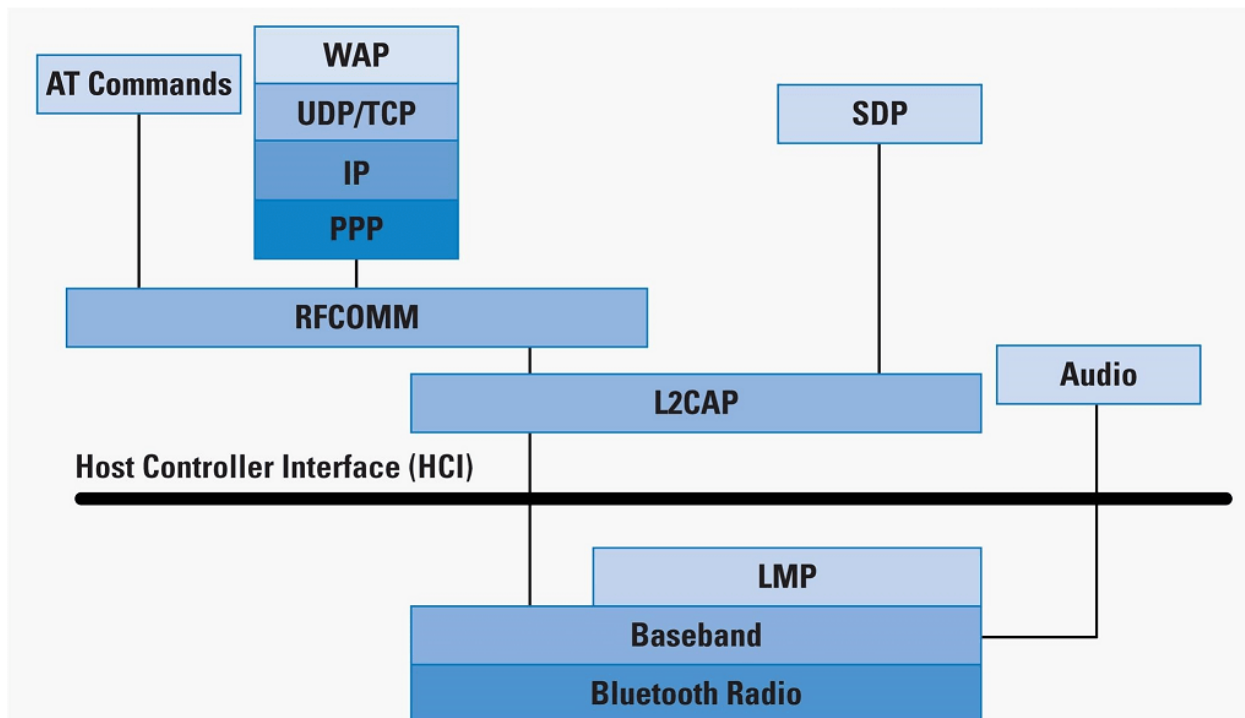 WAP
AT Commands
UDP/TCP
SDP
IP
PPP
RFCOMM
Audio
L2CAP
Host Controller Interface (HCI)
LMP
Baseband
Bluetooth Radio